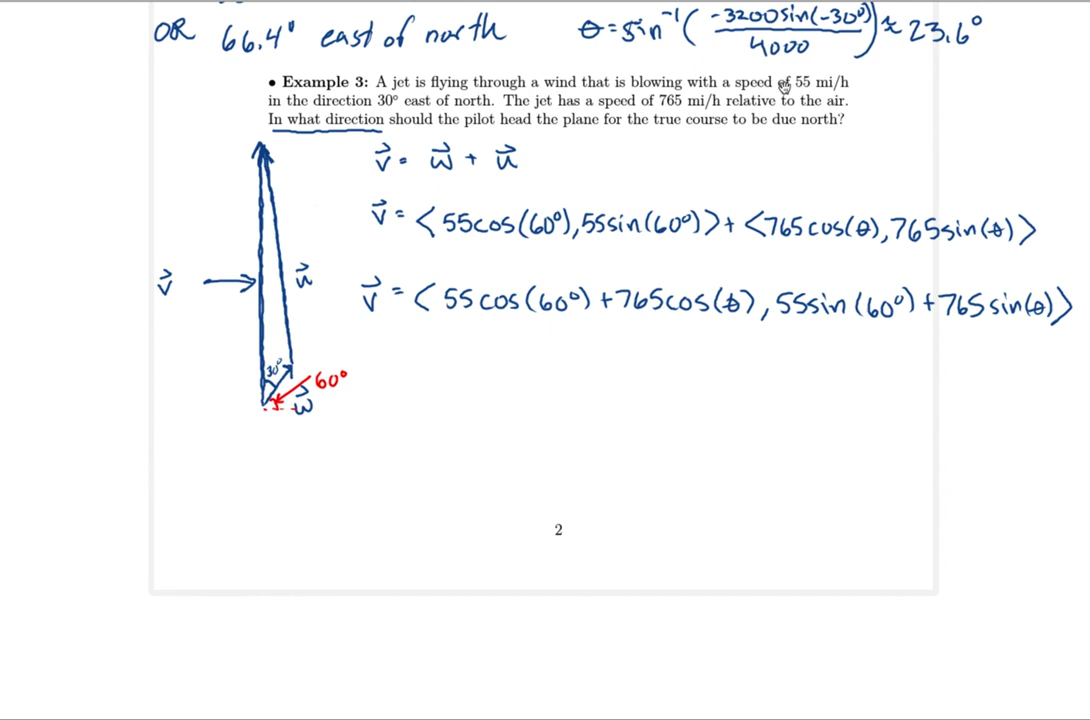 OR 66.4° east of north θ = sin⁻¹(-3200sin(-30°)/4000) ≈ 23.6°
• Example 3: A jet is flying through a wind that is blowing with a speed of 55 mi/h
in the direction 30° east of north. The jet has a speed of 765 mi/h relative to the air.
In what direction should the pilot head the plane for the true course to be due north?
v⃗ = w⃗ + u⃗
v⃗ = <55cos(60°), 55sin(60°)> + <765cos(θ), 765sin(θ)>
v⃗ → u⃗ v⃗ = <55cos(60°) + 765cos(θ), 55sin(60°) + 765sin(θ)>
30°
60°
w⃗
2